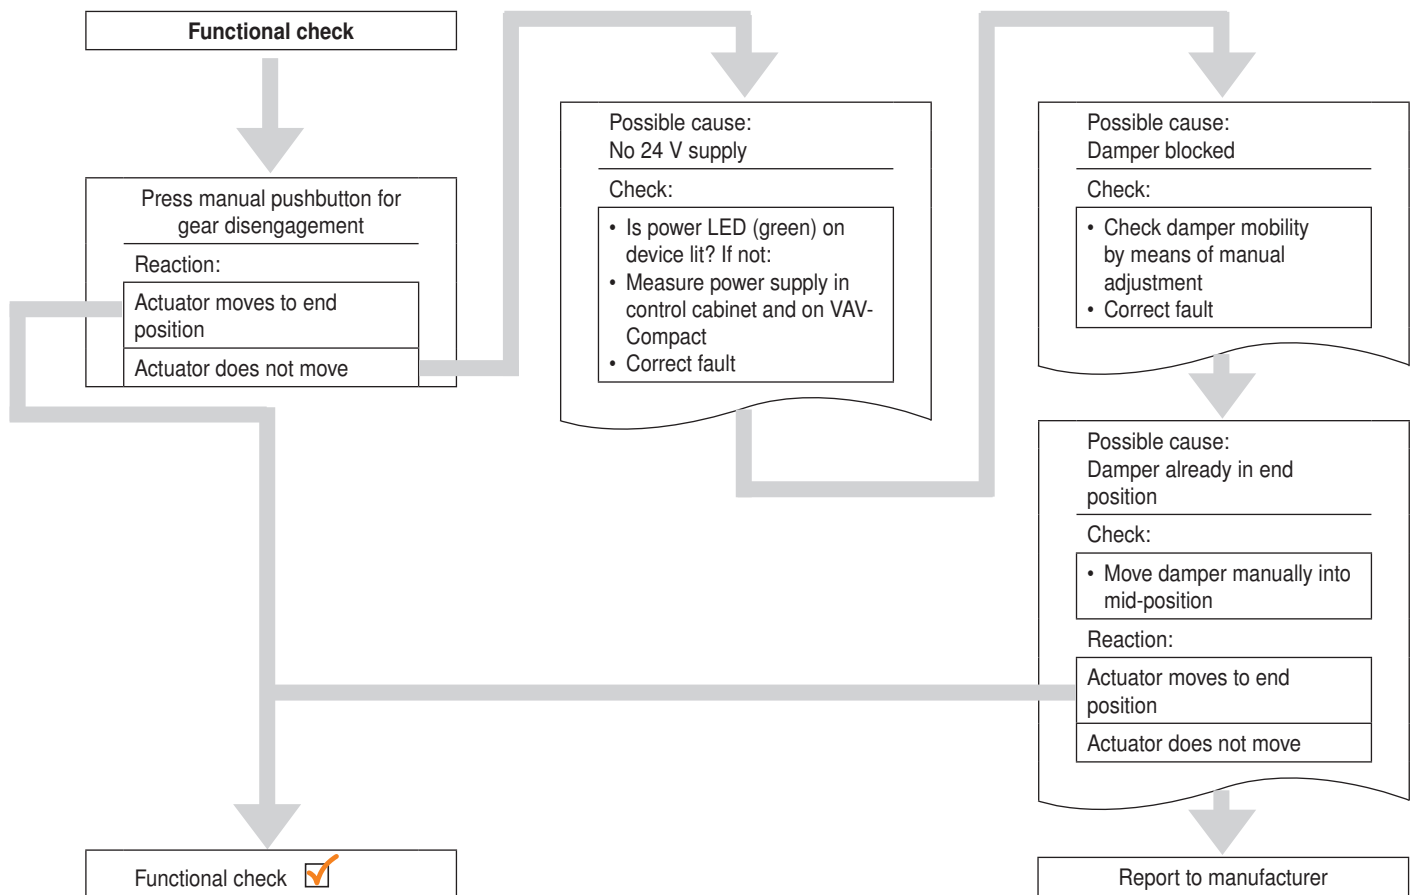 Functional check
Press manual pushbutton for
gear disengagement
Reaction:
Actuator moves to end
position
Actuator does not move
Possible cause:
No 24 V supply
Check:
• Is power LED (green) on
device lit? If not:
• Measure power supply in
control cabinet and on VAV-
Compact
• Correct fault
Possible cause:
Damper blocked
Check:
• Check damper mobility
by means of manual
adjustment
• Correct fault
Possible cause:
Damper already in end
position
Check:
• Move damper manually into
mid-position
Reaction:
Actuator moves to end
position
Actuator does not move
Functional check
Report to manufacturer